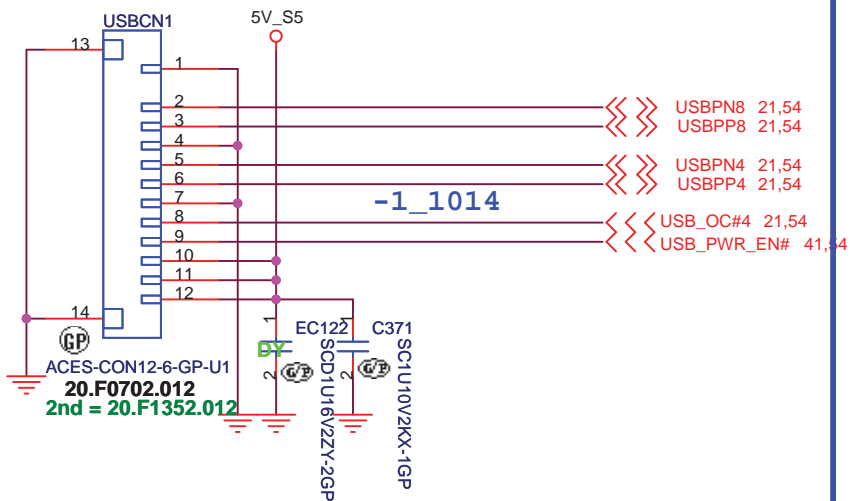 USBCN1
5V_S5
13
1
2
USBPN8 21,54
3
USBPP8 21,54
4
5
USBPN4 21,54
6
USBPP4 21,54
7
-1_1014
8
USB_OC#4 21,54
9
USB_PWR_EN# 41,54
10
11
12
14
GP
ACES-CON12-6-GP-U1
20.F0702.012
2nd = 20.F1352.012
1
EC122
DY
2
G/P
SCD1U16V2ZY-2GP
1
C371
2
G/P
SC1U10V2KX-1GP